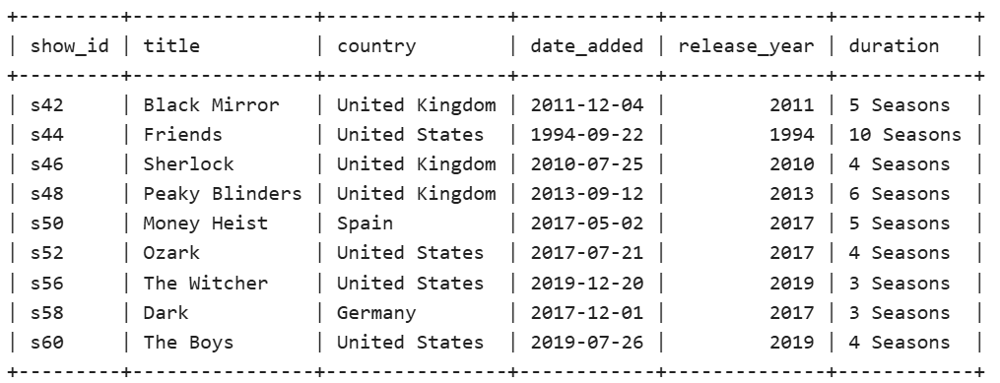 +---------+----------------+----------------+------------+--------------+------------+
| show_id | title          | country        | date_added | release_year | duration   |
+---------+----------------+----------------+------------+--------------+------------+
| s42     | Black Mirror   | United Kingdom | 2011-12-04 |         2011 | 5 Seasons  |
| s44     | Friends        | United States  | 1994-09-22 |         1994 | 10 Seasons |
| s46     | Sherlock       | United Kingdom | 2010-07-25 |         2010 | 4 Seasons  |
| s48     | Peaky Blinders | United Kingdom | 2013-09-12 |         2013 | 6 Seasons  |
| s50     | Money Heist    | Spain          | 2017-05-02 |         2017 | 5 Seasons  |
| s52     | Ozark          | United States  | 2017-07-21 |         2017 | 4 Seasons  |
| s56     | The Witcher    | United States  | 2019-12-20 |         2019 | 3 Seasons  |
| s58     | Dark           | Germany        | 2017-12-01 |         2017 | 3 Seasons  |
| s60     | The Boys       | United States  | 2019-07-26 |         2019 | 4 Seasons  |
+---------+----------------+----------------+------------+--------------+------------+